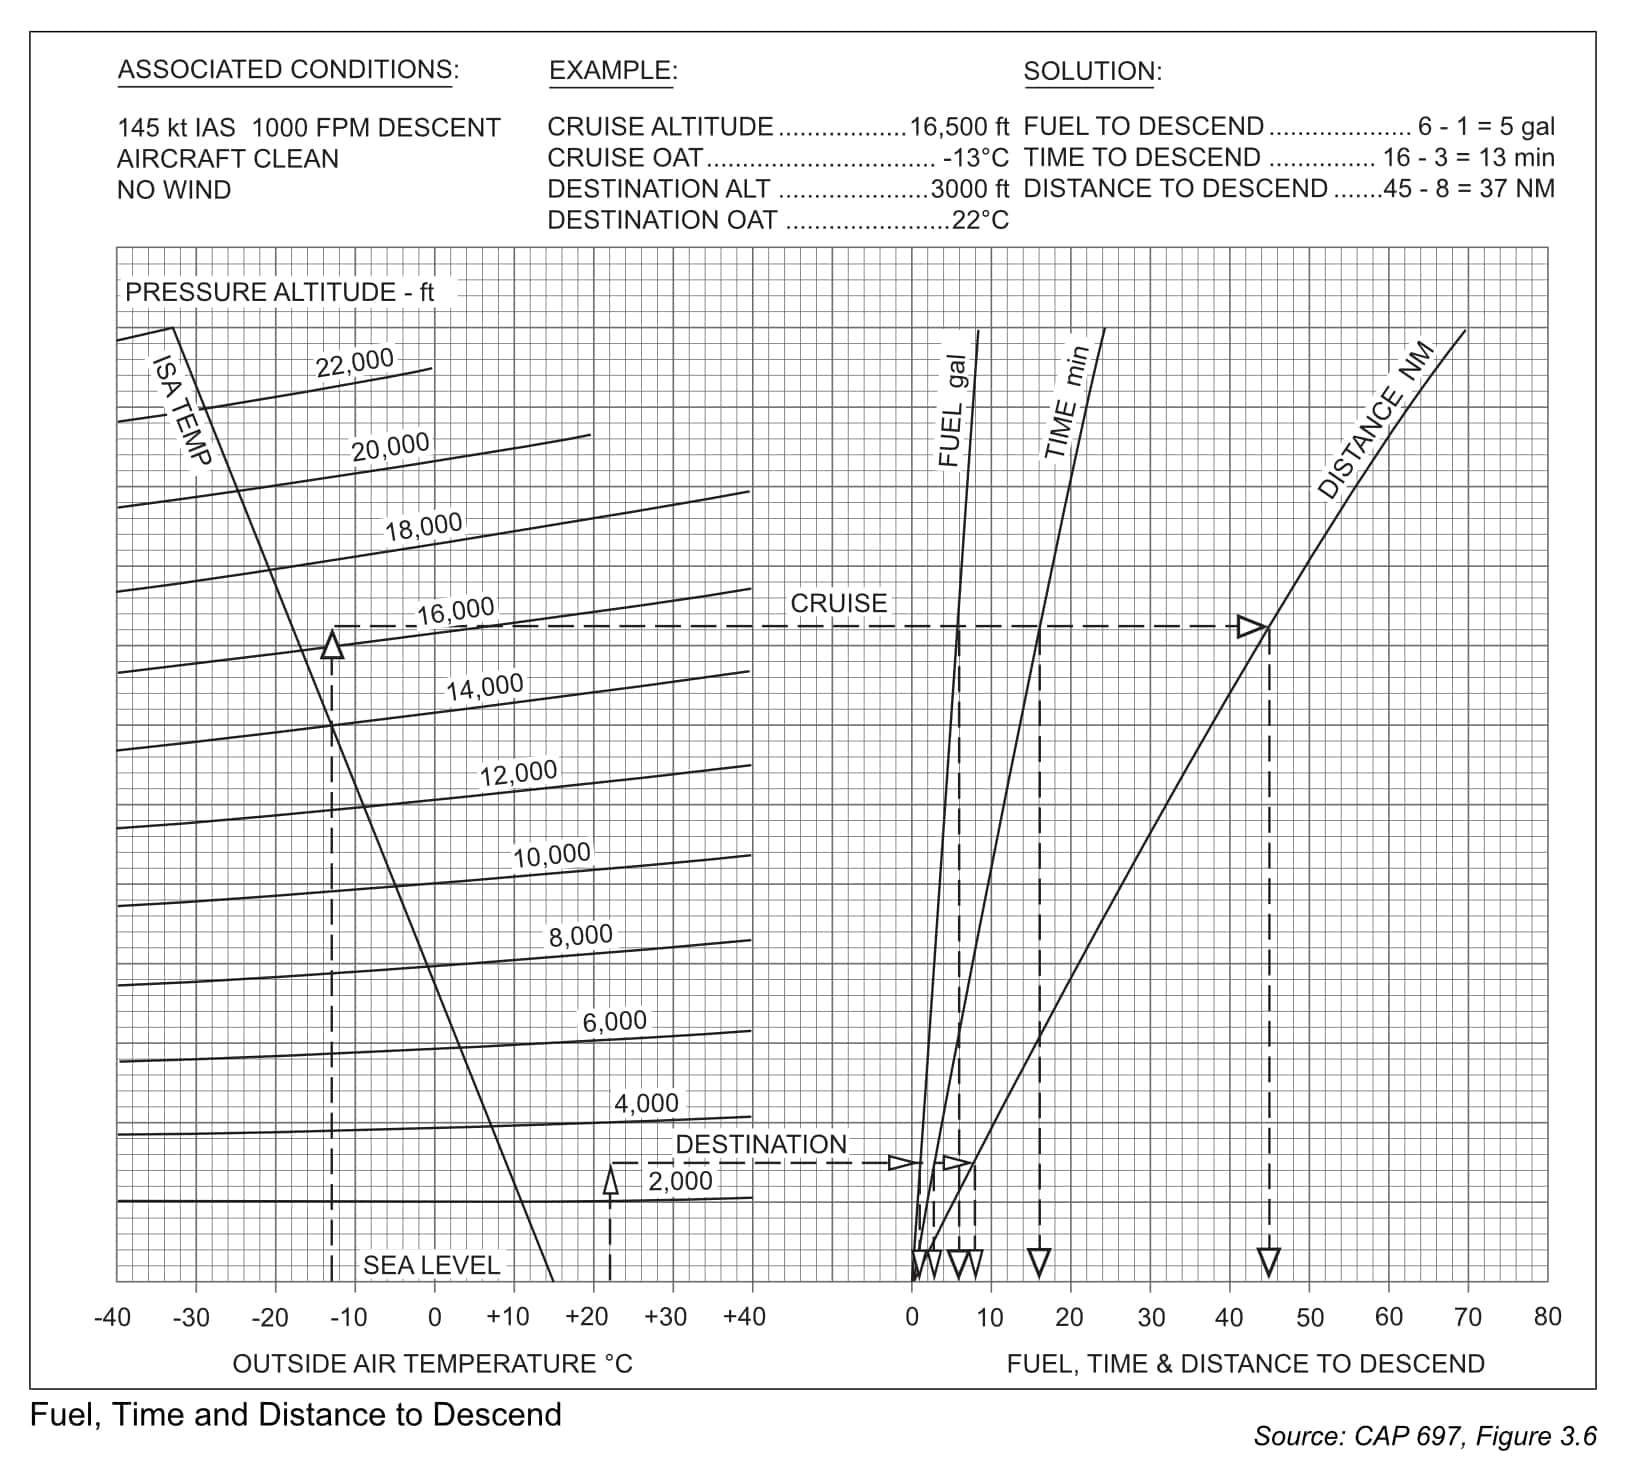 ASSOCIATED CONDITIONS:
145 kt IAS 1000 FPM DESCENT
AIRCRAFT CLEAN
NO WIND
EXAMPLE:
CRUISE ALTITUDE..................16,500 ft
CRUISE OAT................................ -13°C
DESTINATION ALT .....................3000 ft
DESTINATION OAT .......................22°C
SOLUTION:
FUEL TO DESCEND.................... 6 - 1 = 5 gal
TIME TO DESCEND ............... 16 - 3 = 13 min
DISTANCE TO DESCEND.......45 - 8 = 37 NM
PRESSURE ALTITUDE - ft
ISA TEMP
22,000
20,000
18,000
16,000
14,000
12,000
10,000
8,000
6,000
4,000
2,000
SEA LEVEL
CRUISE
DESTINATION
FUEL gal
TIME min
DISTANCE NM
-40 -30 -20 -10 0 +10 +20 +30 +40
0 10 20 30 40 50 60 70 80
OUTSIDE AIR TEMPERATURE °C
FUEL, TIME & DISTANCE TO DESCEND
Fuel, Time and Distance to Descend
Source: CAP 697, Figure 3.6